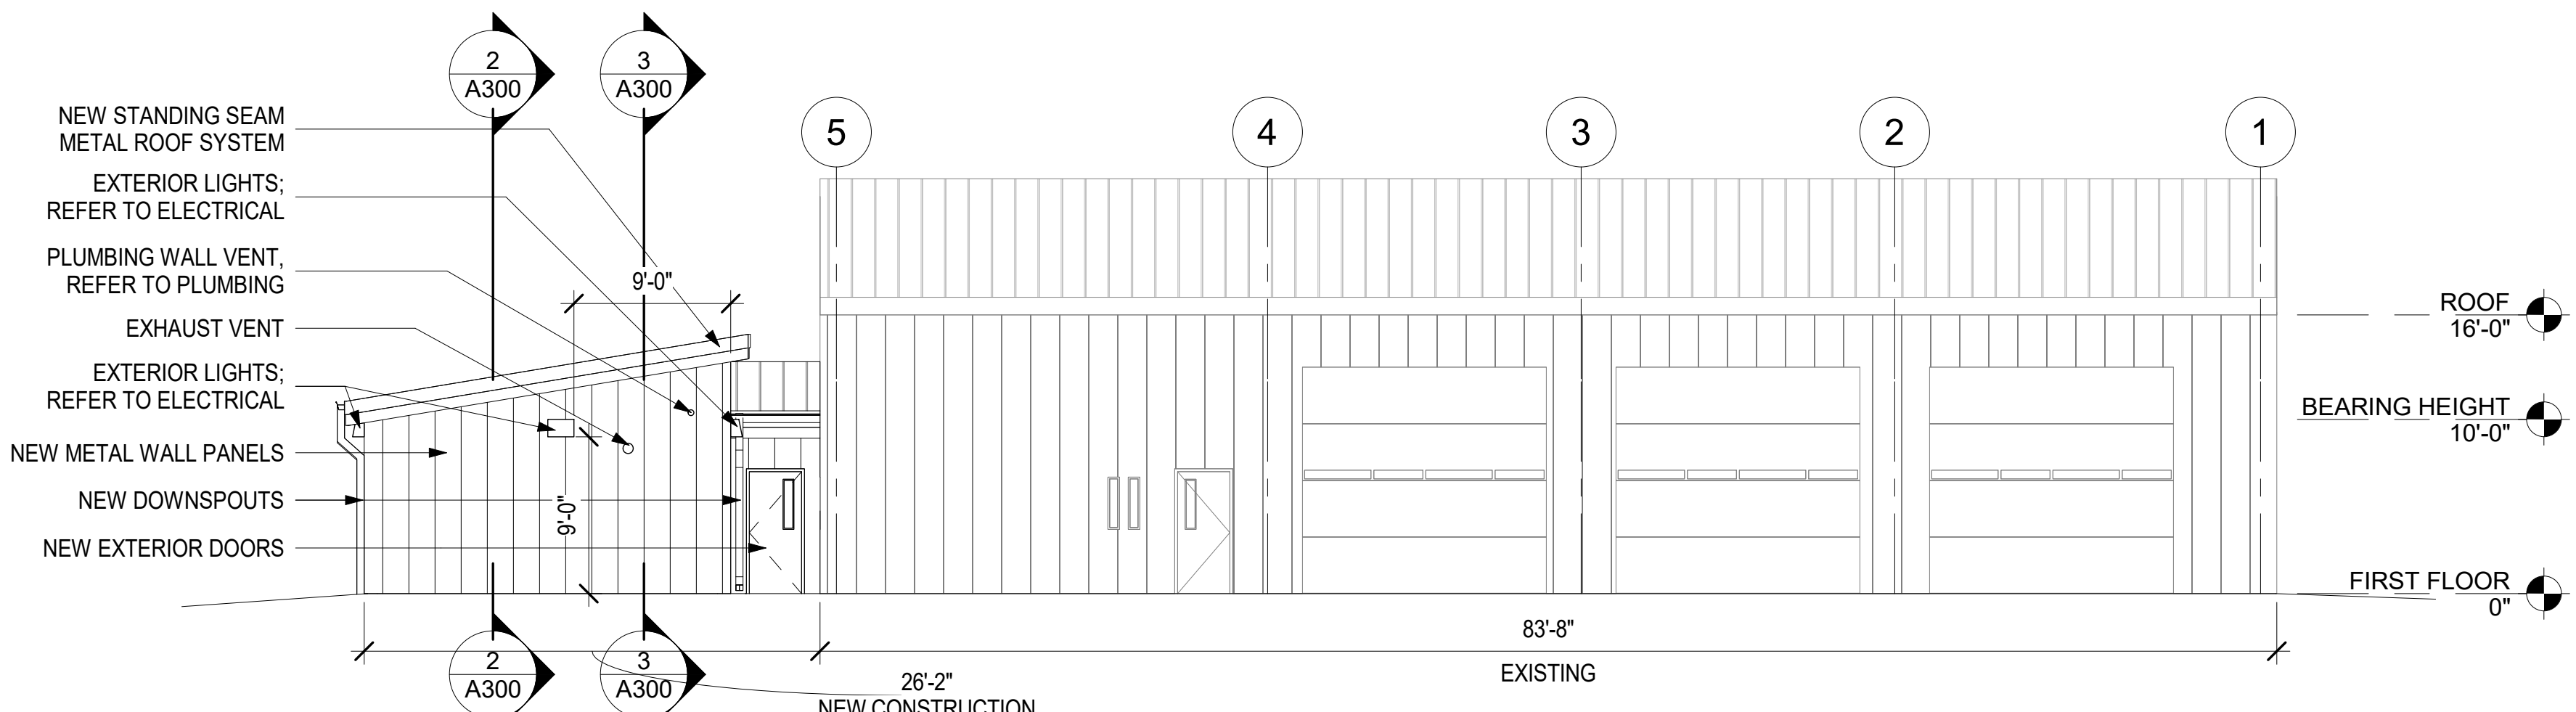 2
A300
3
A300
5
4
3
2
1
NEW STANDING SEAM
METAL ROOF SYSTEM
EXTERIOR LIGHTS;
REFER TO ELECTRICAL
PLUMBING WALL VENT,
REFER TO PLUMBING
EXHAUST VENT
EXTERIOR LIGHTS;
REFER TO ELECTRICAL
NEW METAL WALL PANELS
NEW DOWNSPOUTS
NEW EXTERIOR DOORS
9'-0"
9'-0"
ROOF
16'-0"
BEARING HEIGHT
10'-0"
FIRST FLOOR
0"
2
A300
3
A300
26'-2"
NEW CONSTRUCTION
83'-8"
EXISTING